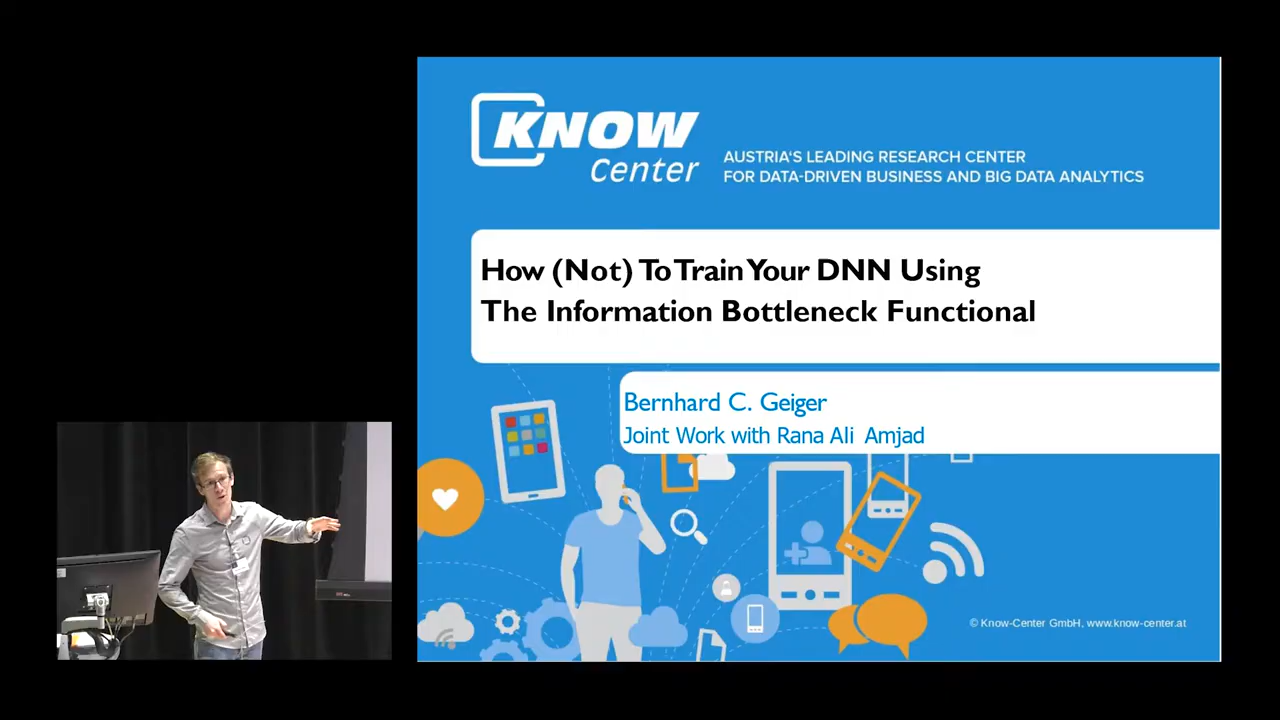 KNOW
Center
AUSTRIA'S LEADING RESEARCH CENTER
FOR DATA-DRIVEN BUSINESS AND BIG DATA ANALYTICS
How (Not) To Train Your DNN Using
The Information Bottleneck Functional
Bernhard C. Geiger
Joint Work with Rana Ali Amjad
© Know-Center GmbH, www.know-center.at